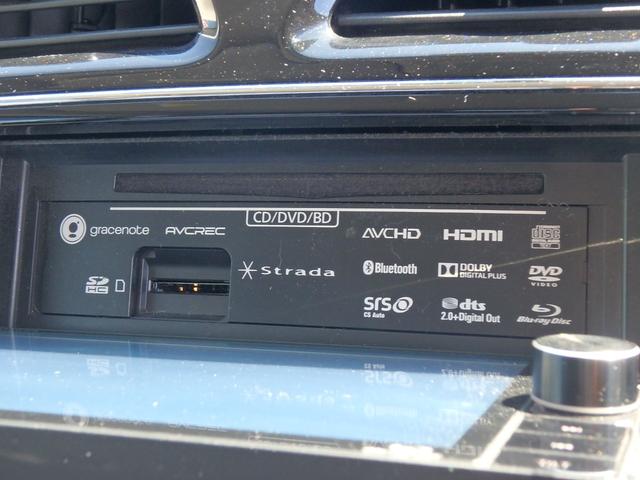 CD/DVD/BD
gracenote AVCREC AVCHD HDMI DISC
SD HC Strada Bluetooth DOLBY DIGITAL PLUS DVD VIDEO
SRS CS Auto dts 2.0+Digital Out Blu-ray Disc